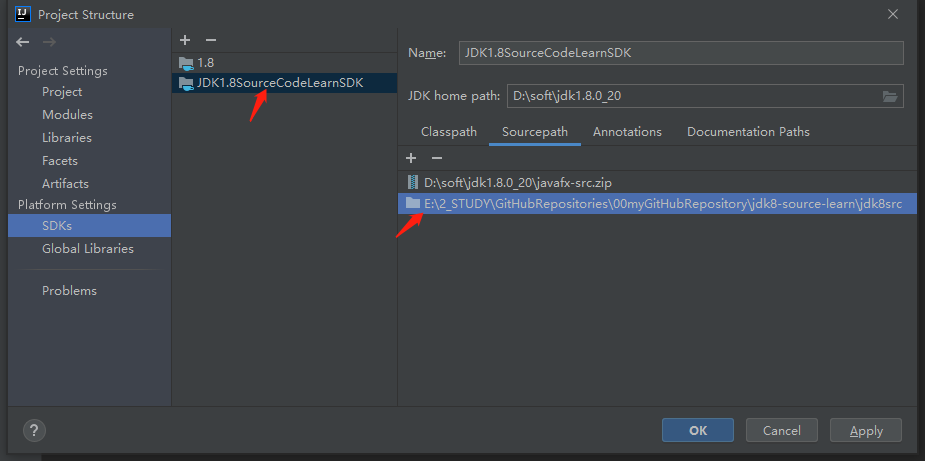 Project Structure
Project Settings
Project
Modules
Libraries
Facets
Artifacts
Platform Settings
SDKs
Global Libraries
Problems
1.8
JDK1.8SourceCodeLearnSDK
Name: JDK1.8SourceCodeLearnSDK
JDK home path: D:\soft\jdk1.8.0_20
Classpath Sourcepath Annotations Documentation Paths
D:\soft\jdk1.8.0_20\javafx-src.zip
E:\2_STUDY\GitHubRepositories\00myGitHubRepository\jdk8-source-learn\jdk8src
? OK Cancel Apply